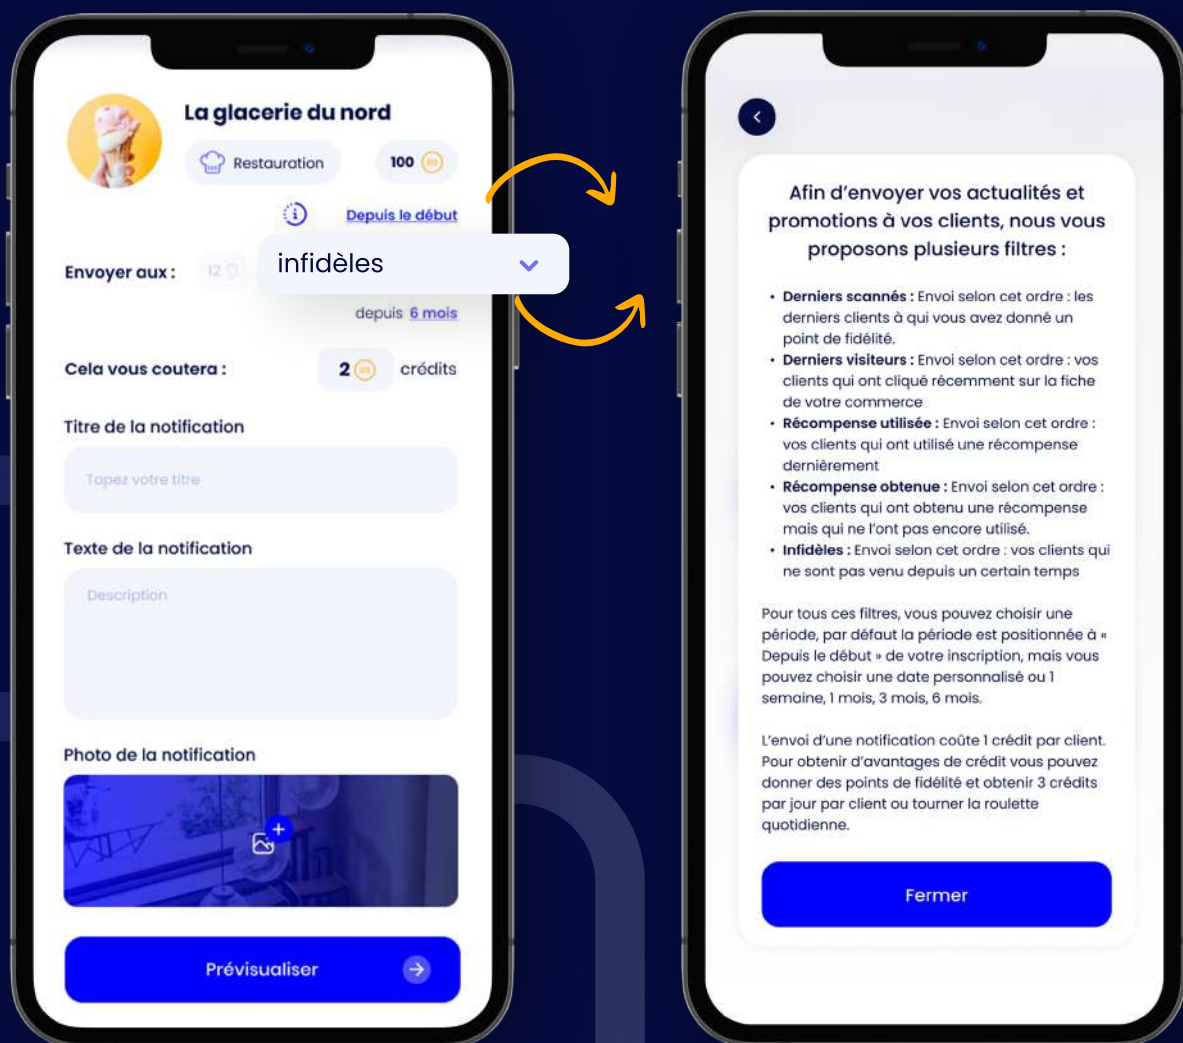 La glacerie du nord
Restauration
100
Depuis le début
Envoyer aux :
12
infidèles
depuis 6 mois
Cela vous coutera :
2
crédits
Titre de la notification
Tapez votre titre
Texte de la notification
Description
Photo de la notification
Prévisualiser
Afin d'envoyer vos actualités et
promotions à vos clients, nous vous
proposons plusieurs filtres :
• Derniers scannés : Envoi selon cet ordre : les
derniers clients à qui vous avez donné un
point de fidélité.
• Derniers visiteurs : Envoi selon cet ordre : vos
clients qui ont cliqué récemment sur la fiche
de votre commerce
• Récompense utilisée : Envoi selon cet ordre :
vos clients qui ont utilisé une récompense
dernièrement
• Récompense obtenue : Envoi selon cet ordre :
vos clients qui ont obtenu une récompense
mais qui ne l'ont pas encore utilisé.
• Infidèles : Envoi selon cet ordre : vos clients qui
ne sont pas venu depuis un certain temps
Pour tous ces filtres, vous pouvez choisir une
période, par défaut la période est positionnée à «
Depuis le début » de votre inscription, mais vous
pouvez choisir une date personnalisé ou 1
semaine, 1 mois, 3 mois, 6 mois.
L'envoi d'une notification coûte 1 crédit par client.
Pour obtenir d'avantages de crédit vous pouvez
donner des points de fidélité et obtenir 3 crédits
par jour par client ou tourner la roulette
quotidienne.
Fermer